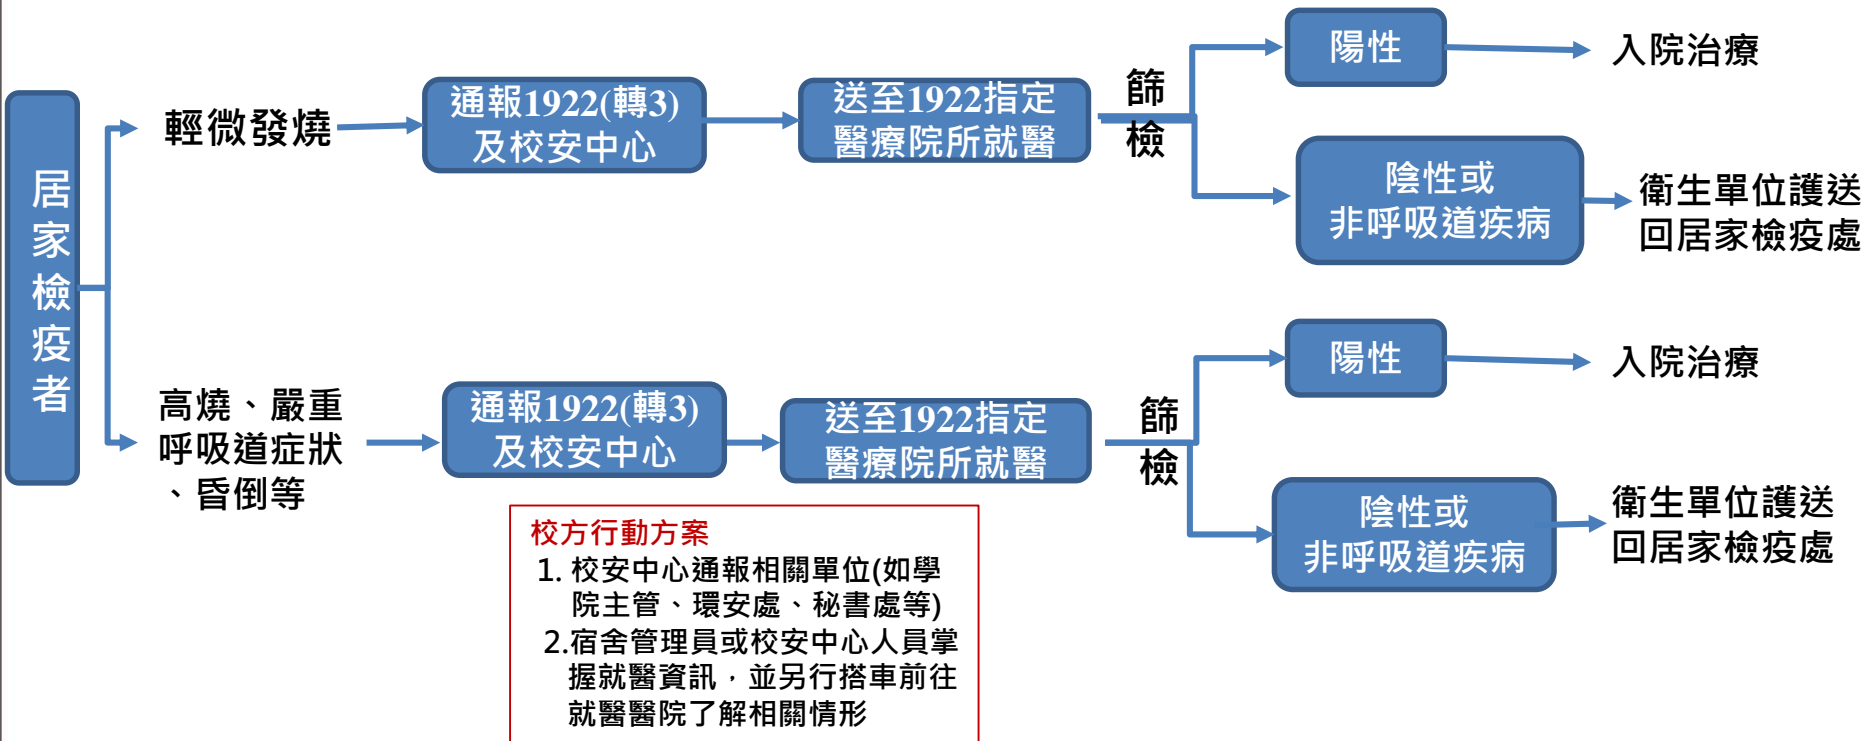 居家檢疫者
輕微發燒
通報1922(轉3)
及校安中心
送至1922指定
醫療院所就醫
篩檢
陽性
入院治療
陰性或
非呼吸道疾病
衛生單位護送
回居家檢疫處
高燒、嚴重
呼吸道症狀
、昏倒等
通報1922(轉3)
及校安中心
送至1922指定
醫療院所就醫
篩檢
陽性
入院治療
陰性或
非呼吸道疾病
衛生單位護送
回居家檢疫處
校方行動方案
1. 校安中心通報相關單位(如學
院主管、環安處、秘書處等)
2.宿舍管理員或校安中心人員掌
握就醫資訊，並另行搭車前往
就醫醫院了解相關情形